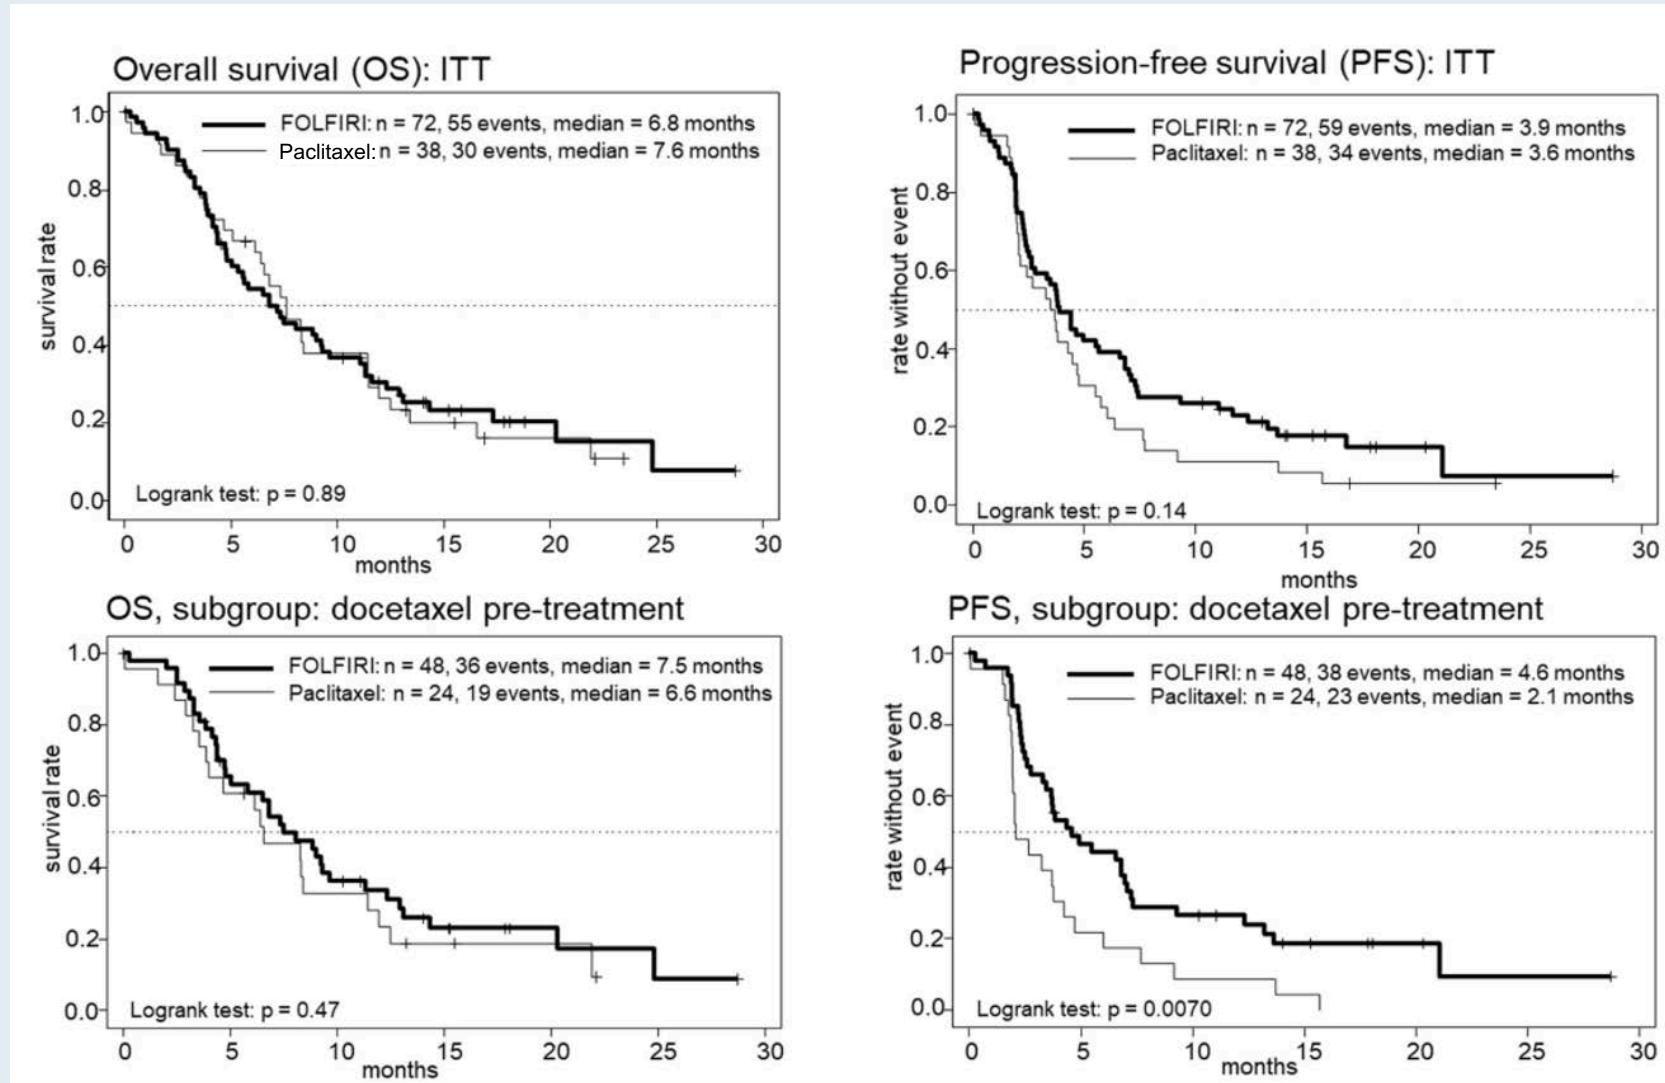 Overall survival (OS): ITT
1.0
0.8
0.6
0.4
0.2
0.0
survival rate
FOLFIRI: n = 72, 55 events, median = 6.8 months
Paclitaxel: n = 38, 30 events, median = 7.6 months
Logrank test: p = 0.89
0 5 10 15 20 25 30
months
Progression-free survival (PFS): ITT
1.0
0.8
0.6
0.4
0.2
0.0
rate without event
FOLFIRI: n = 72, 59 events, median = 3.9 months
Paclitaxel: n = 38, 34 events, median = 3.6 months
Logrank test: p = 0.14
0 5 10 15 20 25 30
months
OS, subgroup: docetaxel pre-treatment
1.0
0.8
0.6
0.4
0.2
0.0
survival rate
FOLFIRI: n = 48, 36 events, median = 7.5 months
Paclitaxel: n = 24, 19 events, median = 6.6 months
Logrank test: p = 0.47
0 5 10 15 20 25 30
months
PFS, subgroup: docetaxel pre-treatment
1.0
0.8
0.6
0.4
0.2
0.0
rate without event
FOLFIRI: n = 48, 38 events, median = 4.6 months
Paclitaxel: n = 24, 23 events, median = 2.1 months
Logrank test: p = 0.0070
0 5 10 15 20 25 30
months